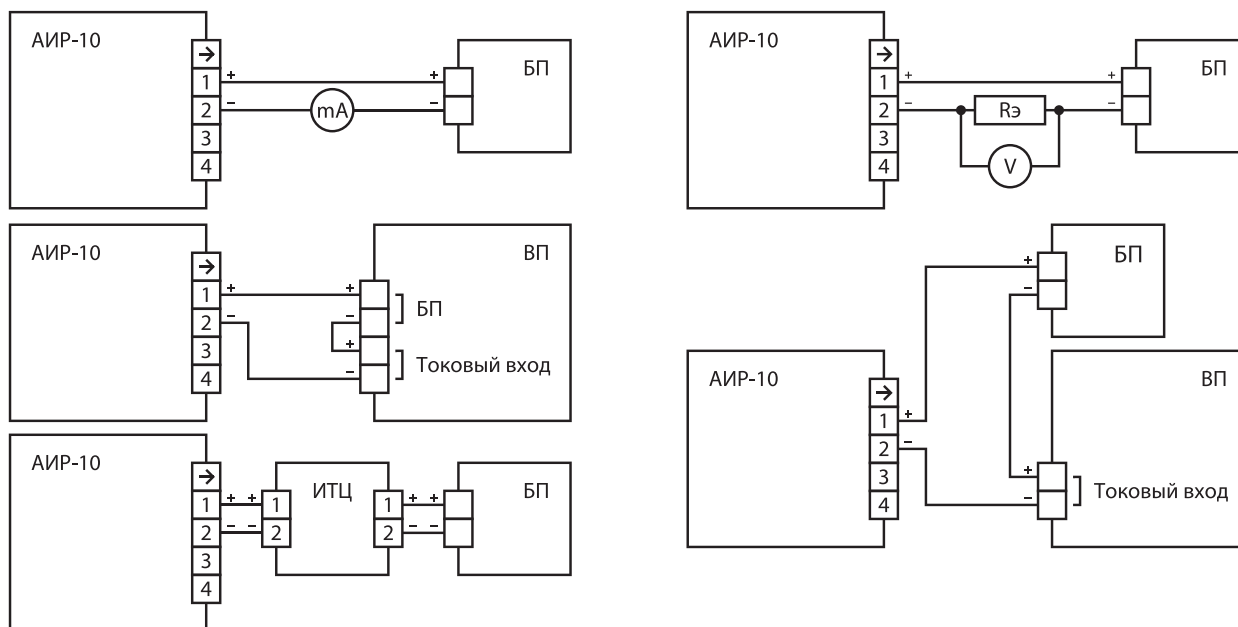 АИР-10
→
1
2
3
4
+
−
mA
+
−
БП
АИР-10
→
1
2
3
4
+
−
Rэ
V
+
−
БП
АИР-10
→
1
2
3
4
+
−
+
−
+
−
БП
Токовый вход
ВП
АИР-10
→
1
2
3
4
+
−
+
−
БП
+
−
Токовый вход
ВП
АИР-10
→
1
2
3
4
+ +
− −
1
2
ИТЦ
1
2
+ +
− −
БП